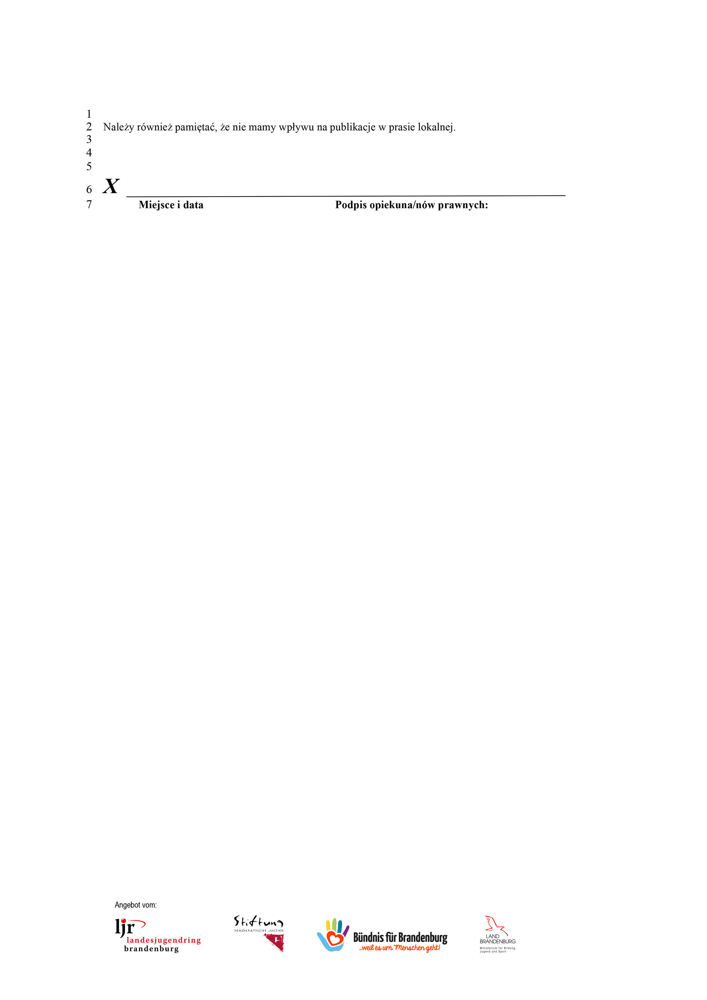 1
2 Należy również pamiętać, że nie mamy wpływu na publikacje w prasie lokalnej.
3
4
5
6 X
7 Miejsce i data Podpis opiekuna/nów prawnych:
Angebot vom:
ljr
landesjugendring
brandenburg
Stiftung
DEMOKRATISCHE JUGEND
Bündnis für Brandenburg
...weil es um Menschen geht!
LAND
BRANDENBURG
Ministerium für Bildung,
Jugend und Sport